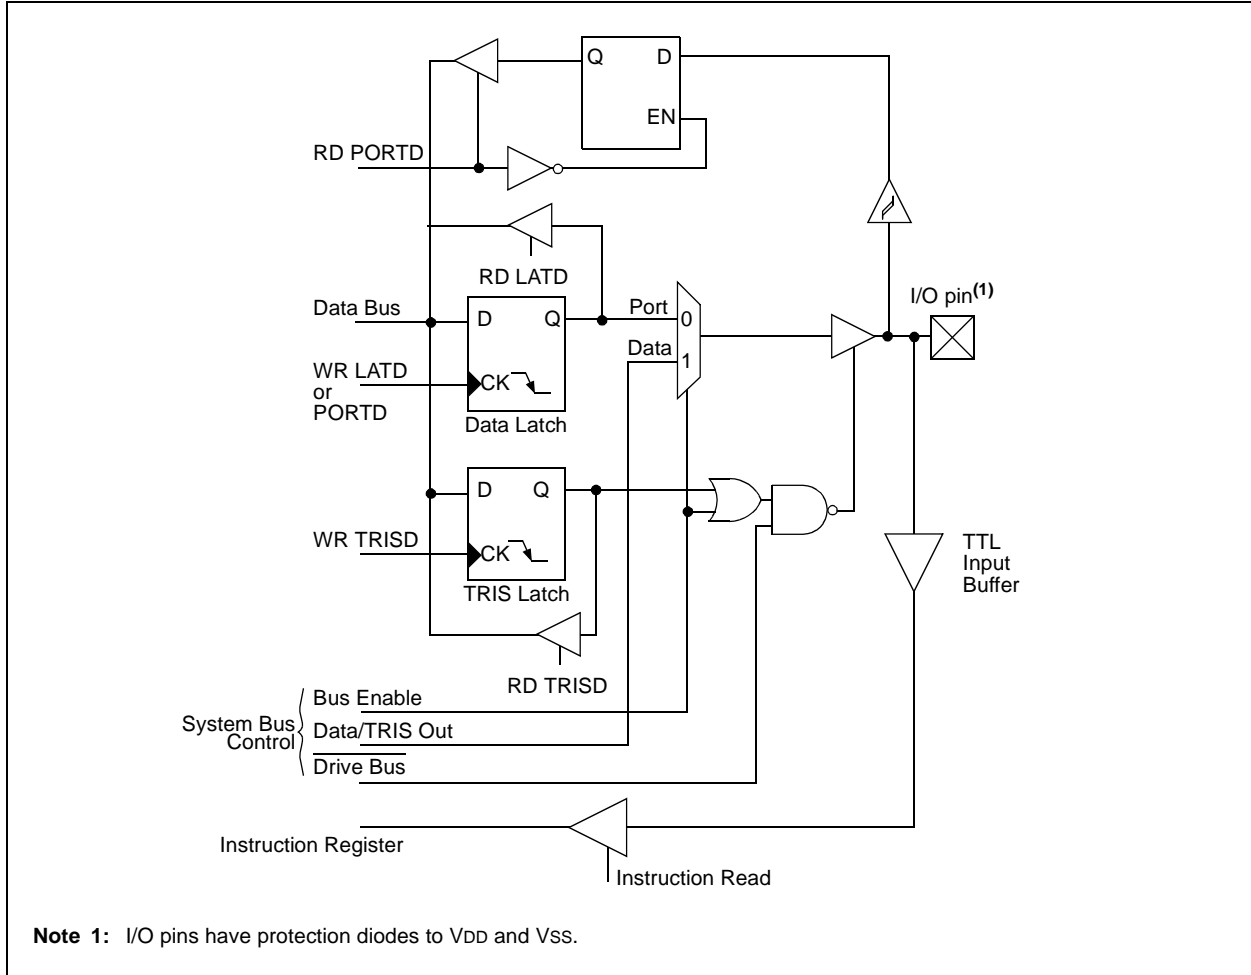 Q D
EN
RD PORTD
RD LATD
I/O pin(1)
Data Bus
D Q
Port
0
Data
1
WR LATD
or
PORTD
CK
Data Latch
D Q
WR TRISD
CK
TRIS Latch
TTL
Input
Buffer
RD TRISD
Bus Enable
System Bus
Control
Data/TRIS Out
Drive Bus
Instruction Register
Instruction Read
Note 1: I/O pins have protection diodes to VDD and VSS.